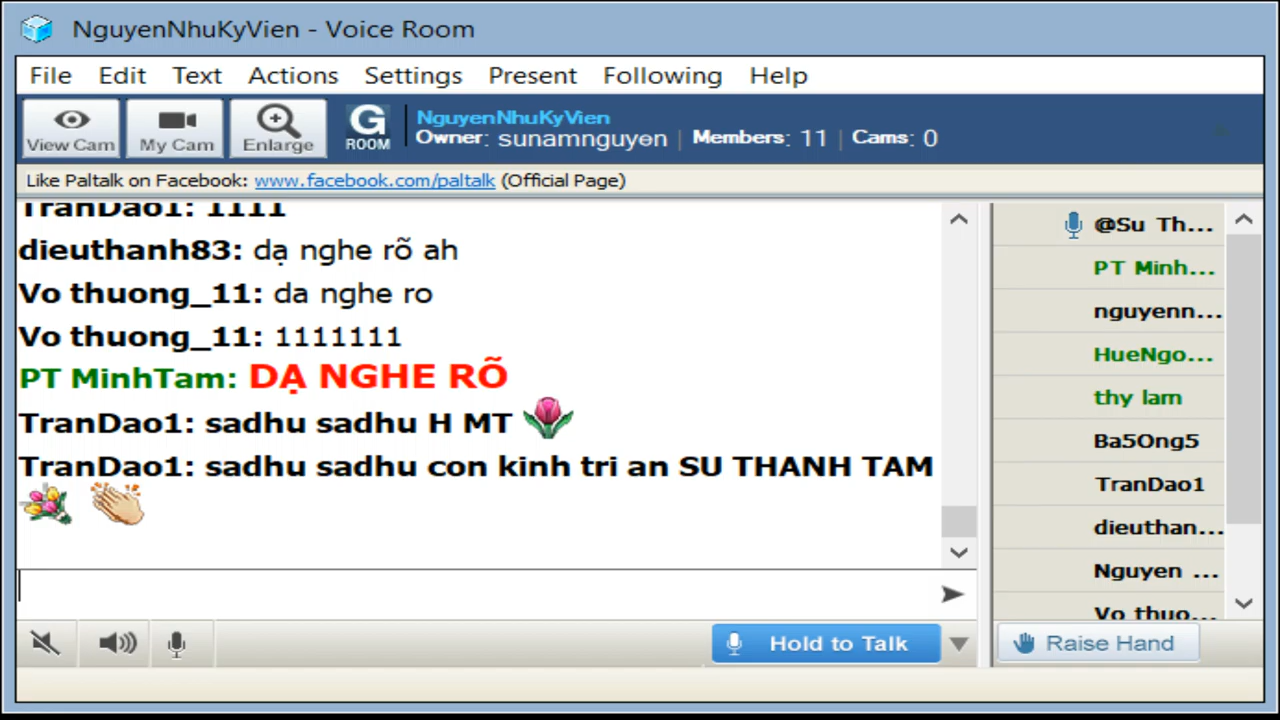 NguyenNhuKyVien - Voice Room
File Edit Text Actions Settings Present Following Help
View Cam My Cam Enlarge G ROOM
NguyenNhuKyVien
Owner: sunamnguyen | Members: 11 | Cams: 0
Like Paltalk on Facebook: www.facebook.com/paltalk (Official Page)
TranDao1: 1111
dieuthanh83: dạ nghe rõ ah
Vo thuong_11: da nghe ro
Vo thuong_11: 1111111
PT MinhTam: DẠ NGHE RÕ
TranDao1: sadhu sadhu H MT
TranDao1: sadhu sadhu con kinh tri an SU THANH TAM
@Su Th...
PT Minh...
nguyenn...
HueNgo...
thy lam
Ba5Ong5
TranDao1
dieuthan...
Nguyen ...
Vo thuo...
Hold to Talk
Raise Hand